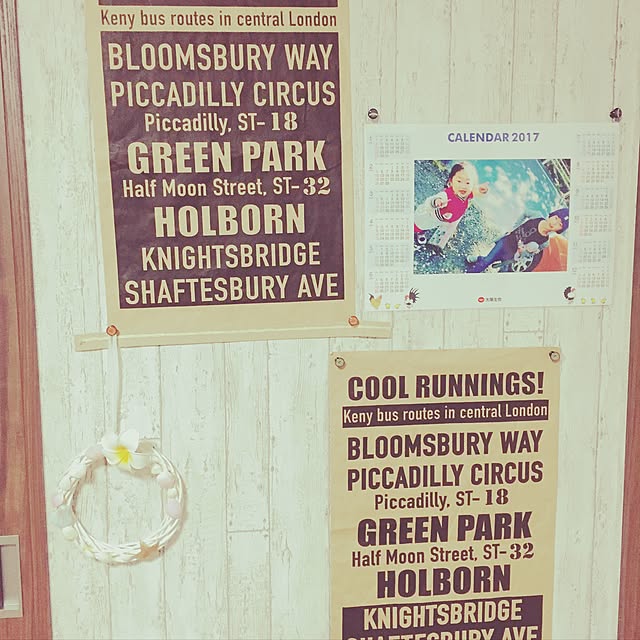 Keny bus routes in central London
BLOOMSBURY WAY
PICCADILLY CIRCUS
Piccadilly, ST-18
GREEN PARK
Half Moon Street, ST-32
HOLBORN
KNIGHTSBRIDGE
SHAFTESBURY AVE
CALENDAR 2017
COOL RUNNINGS!
Keny bus routes in central London
BLOOMSBURY WAY
PICCADILLY CIRCUS
Piccadilly, ST-18
GREEN PARK
Half Moon Street, ST-32
HOLBORN
KNIGHTSBRIDGE
SHAFTESBURY AVE